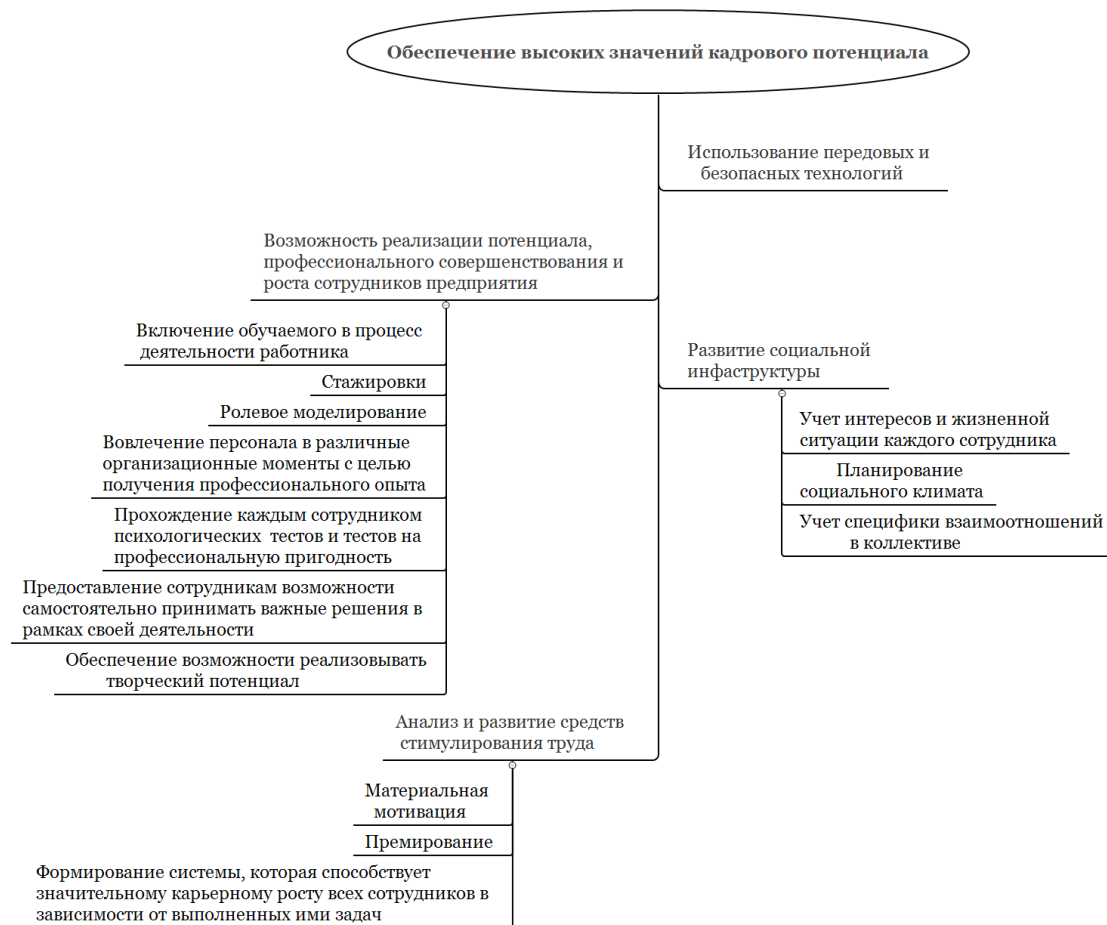 Обеспечение высоких значений кадрового потенциала
Использование передовых и
безопасных технологий
Возможность реализации потенциала,
профессионального совершенствования и
роста сотрудников предприятия
Включение обучаемого в процесс
деятельности работника
Стажировки
Ролевое моделирование
Вовлечение персонала в различные
организационные моменты с целью
получения профессионального опыта
Прохождение каждым сотрудником
психологических тестов и тестов на
профессиональную пригодность
Предоставление сотрудникам возможности
самостоятельно принимать важные решения в
рамках своей деятельности
Обеспечение возможности реализовывать
творческий потенциал
Развитие социальной
инфаструктуры
Учет интересов и жизненной
ситуации каждого сотрудника
Планирование
социального климата
Учет специфики взаимоотношений
в коллективе
Анализ и развитие средств
стимулирования труда
Материальная
мотивация
Премирование
Формирование системы, которая способствует
значительному карьерному росту всех сотрудников в
зависимости от выполненных ими задач